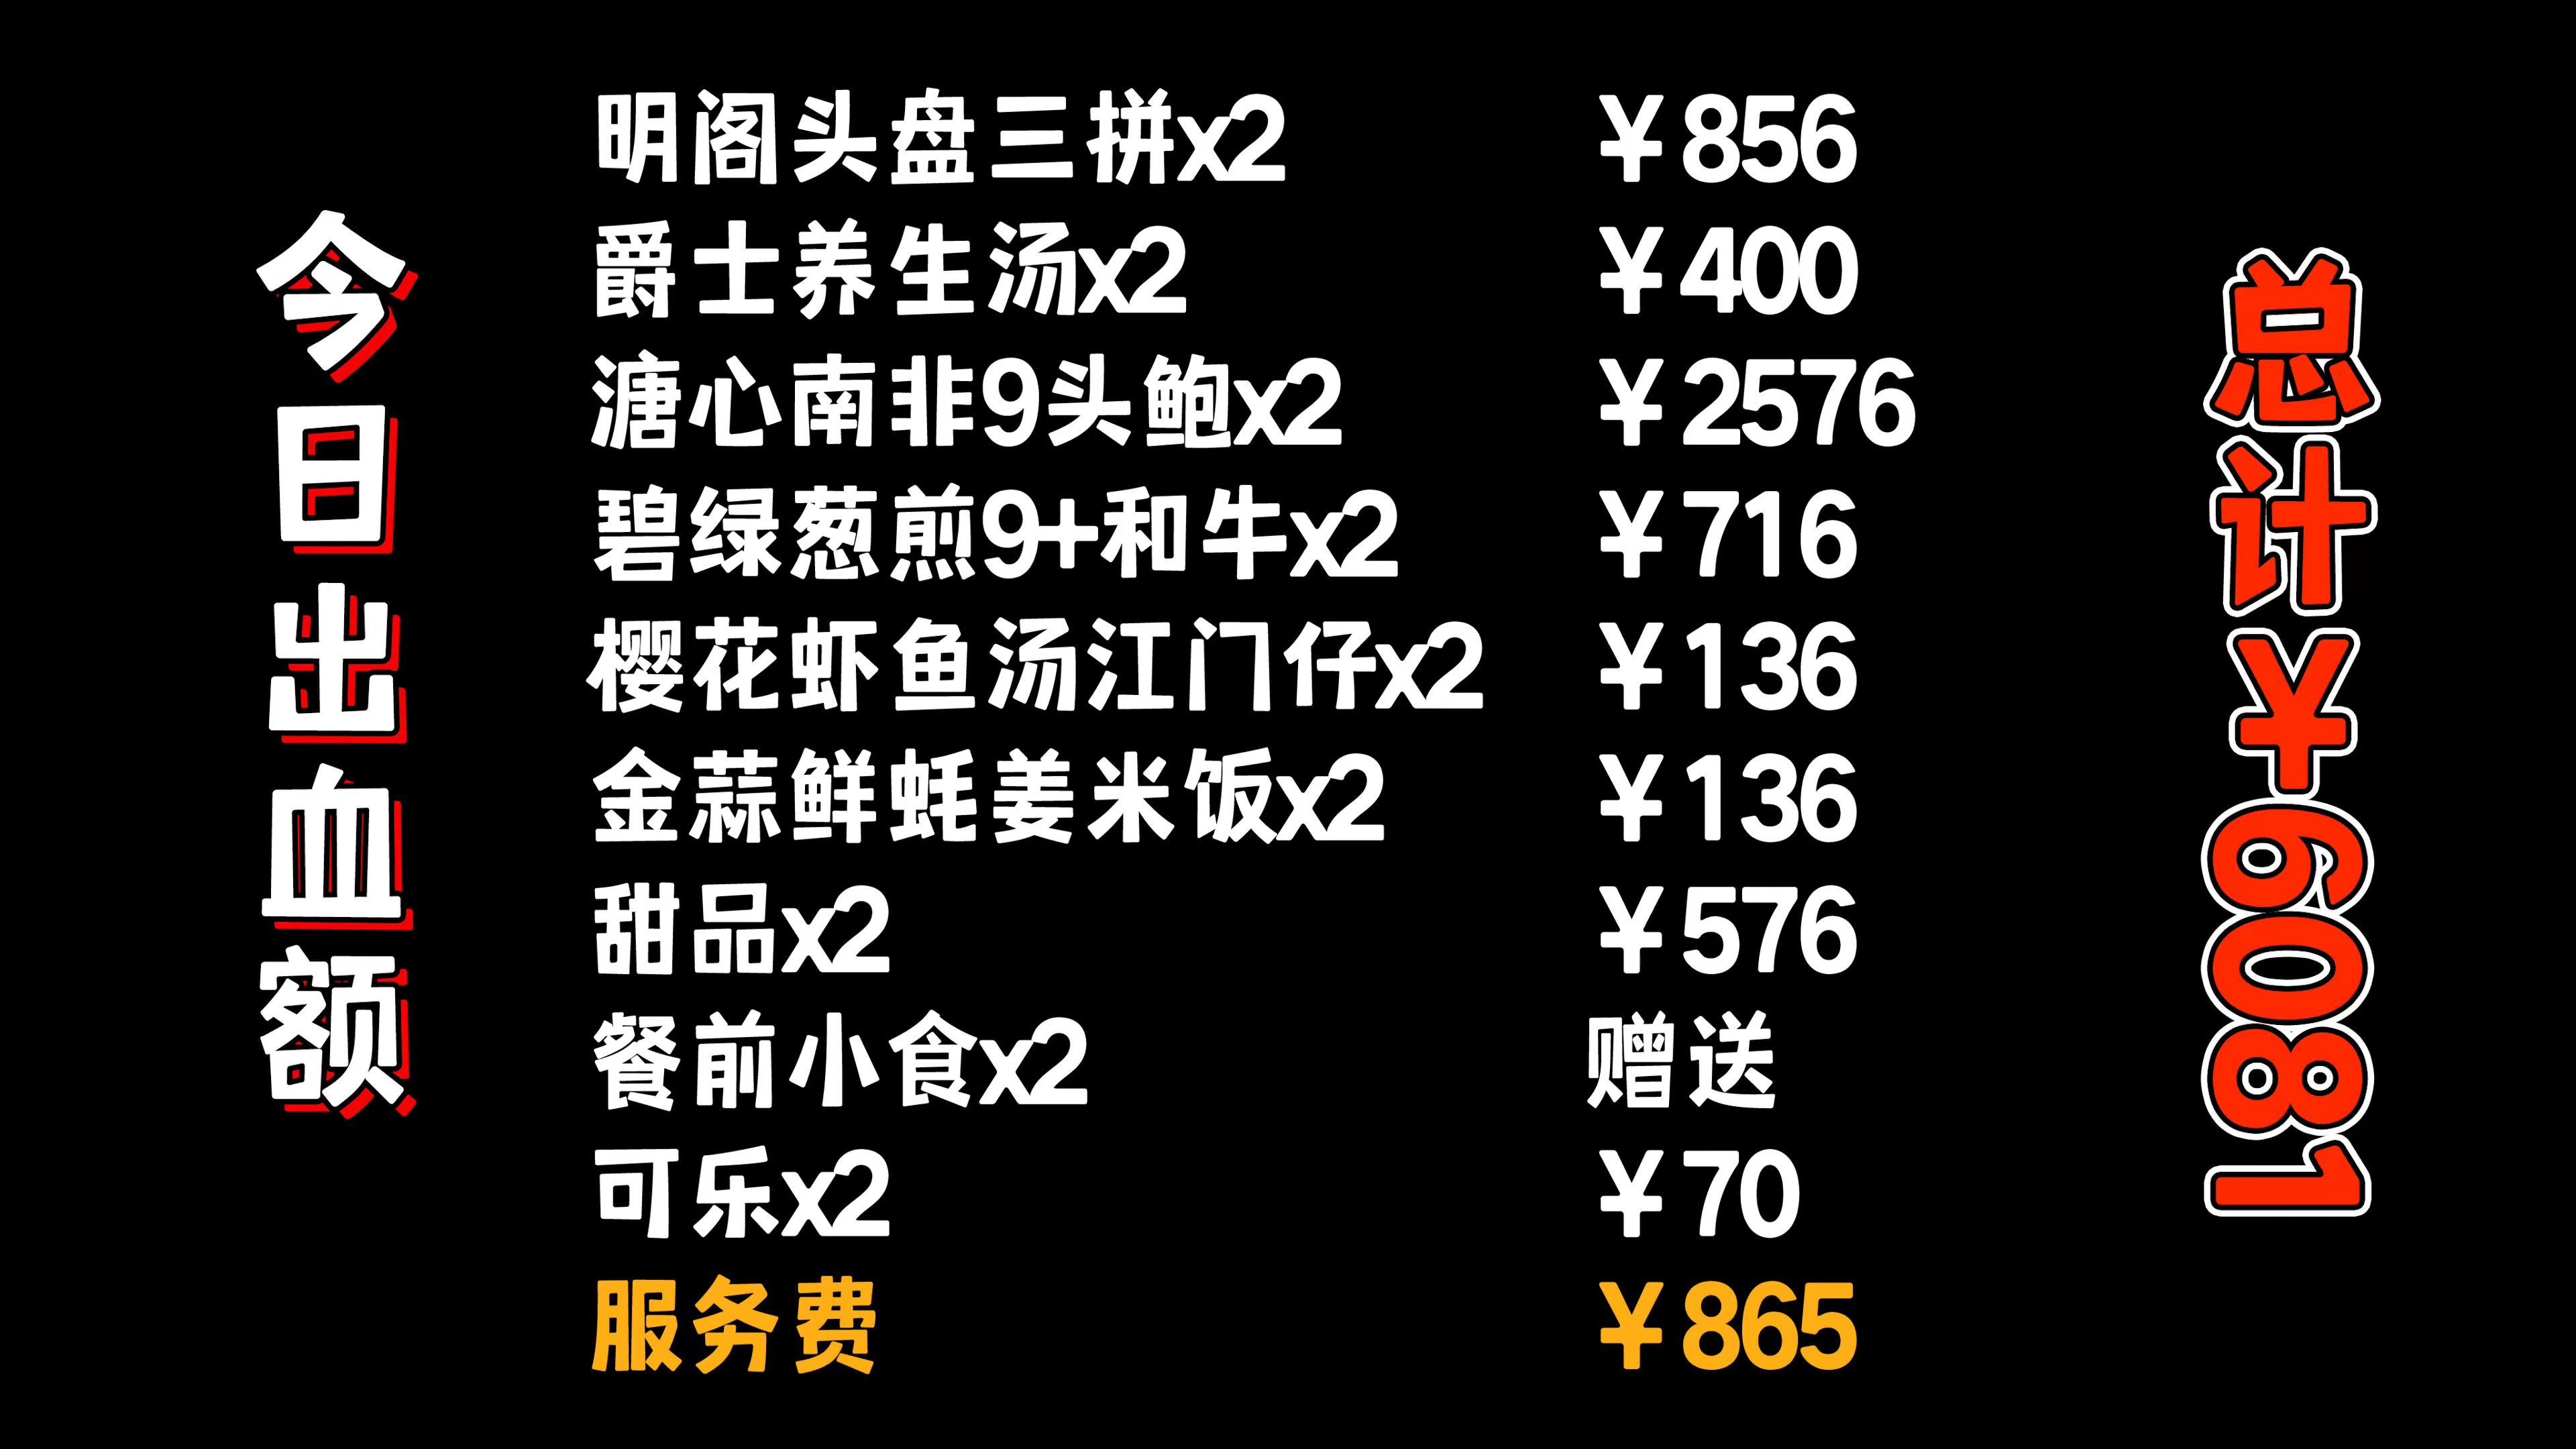 今日出血额
明阁头盘三拼x2 ¥856
爵士养生汤x2 ¥400
溏心南非9头鲍x2 ¥2576
碧绿葱煎9+和牛x2 ¥716
樱花虾鱼汤江门仔x2 ¥136
金蒜鲜蚝姜米饭x2 ¥136
甜品x2 ¥576
餐前小食x2 赠送
可乐x2 ¥70
服务费 ¥865
总计¥6081